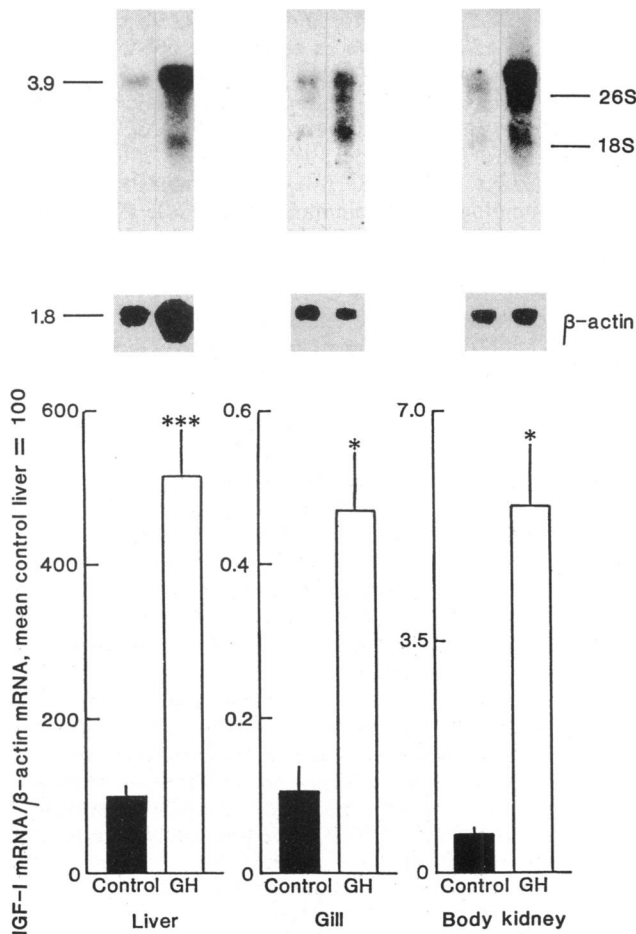 3.9
26S
18S
1.8
β-actin
IGF-I mRNA/β-actin mRNA, mean control liver = 100
600
400
200
0
***
Control GH
Liver
0.6
0.4
0.2
0
*
Control GH
Gill
7.0
3.5
0
*
Control GH
Body kidney